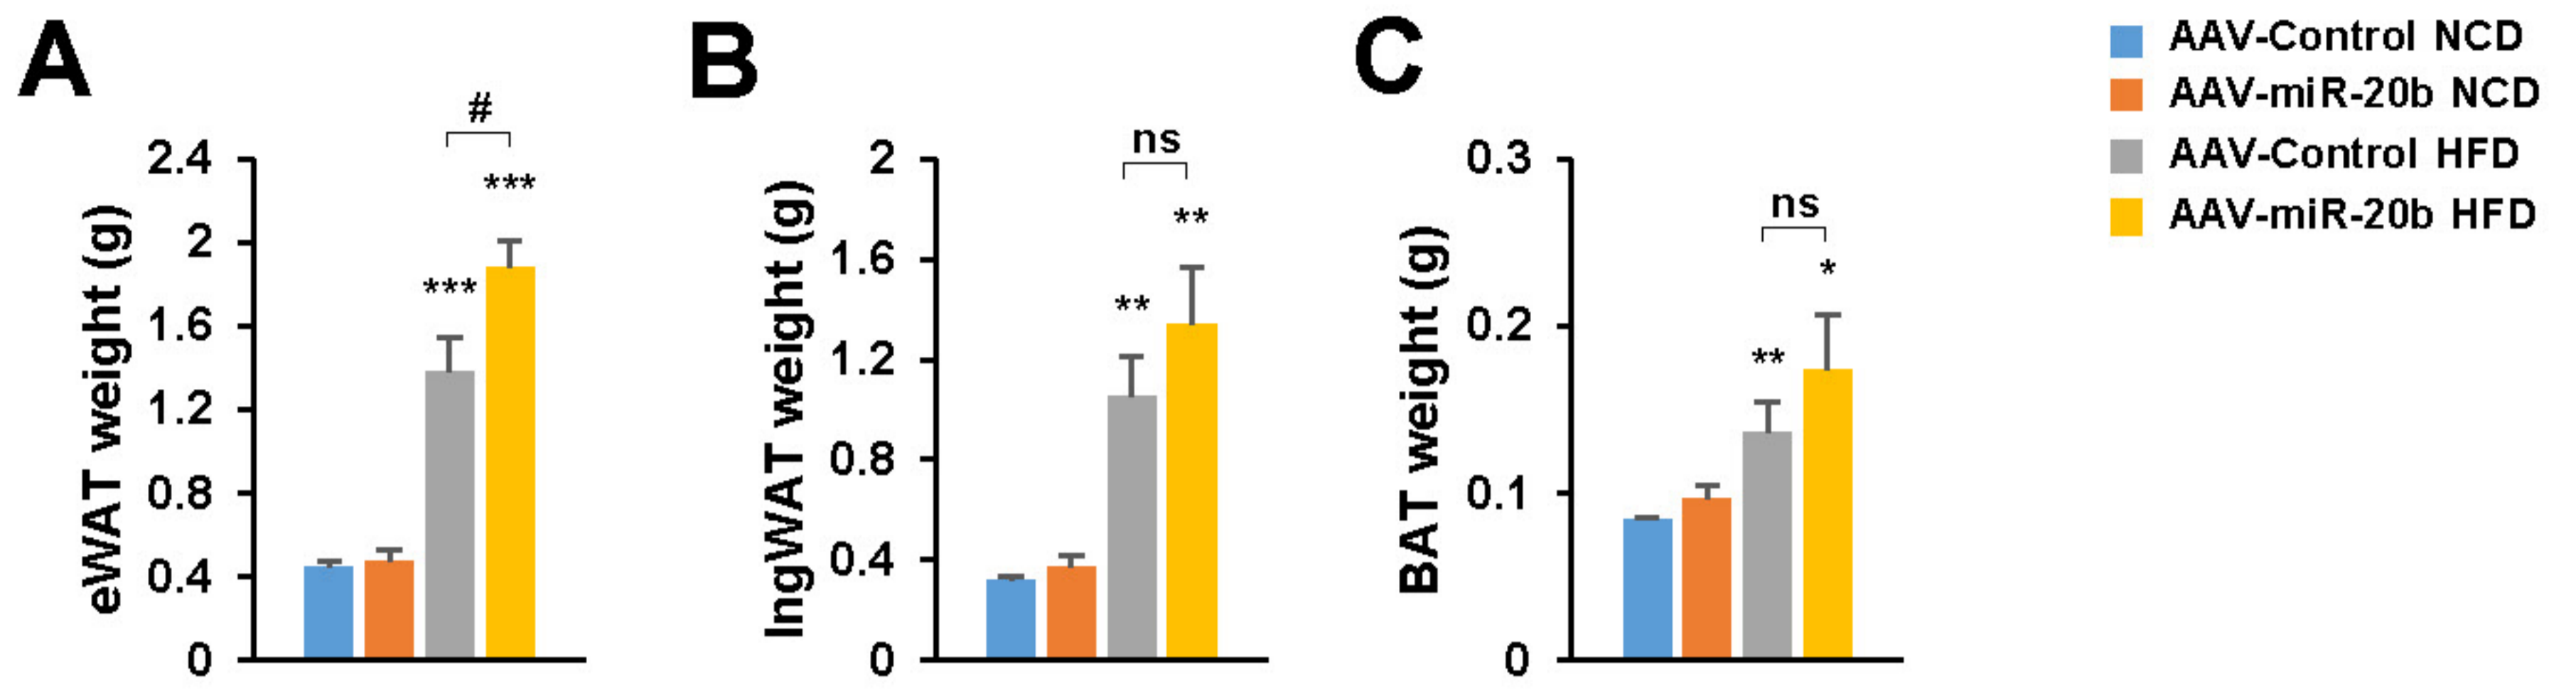 A
#
***
***
2.4
2
1.6
1.2
0.8
0.4
0
eWAT weight (g)
B
ns
**
**
2
1.6
1.2
0.8
0.4
0
IngWAT weight (g)
C
ns
*
**
0.3
0.2
0.1
0
BAT weight (g)
AAV-Control NCD
AAV-miR-20b NCD
AAV-Control HFD
AAV-miR-20b HFD